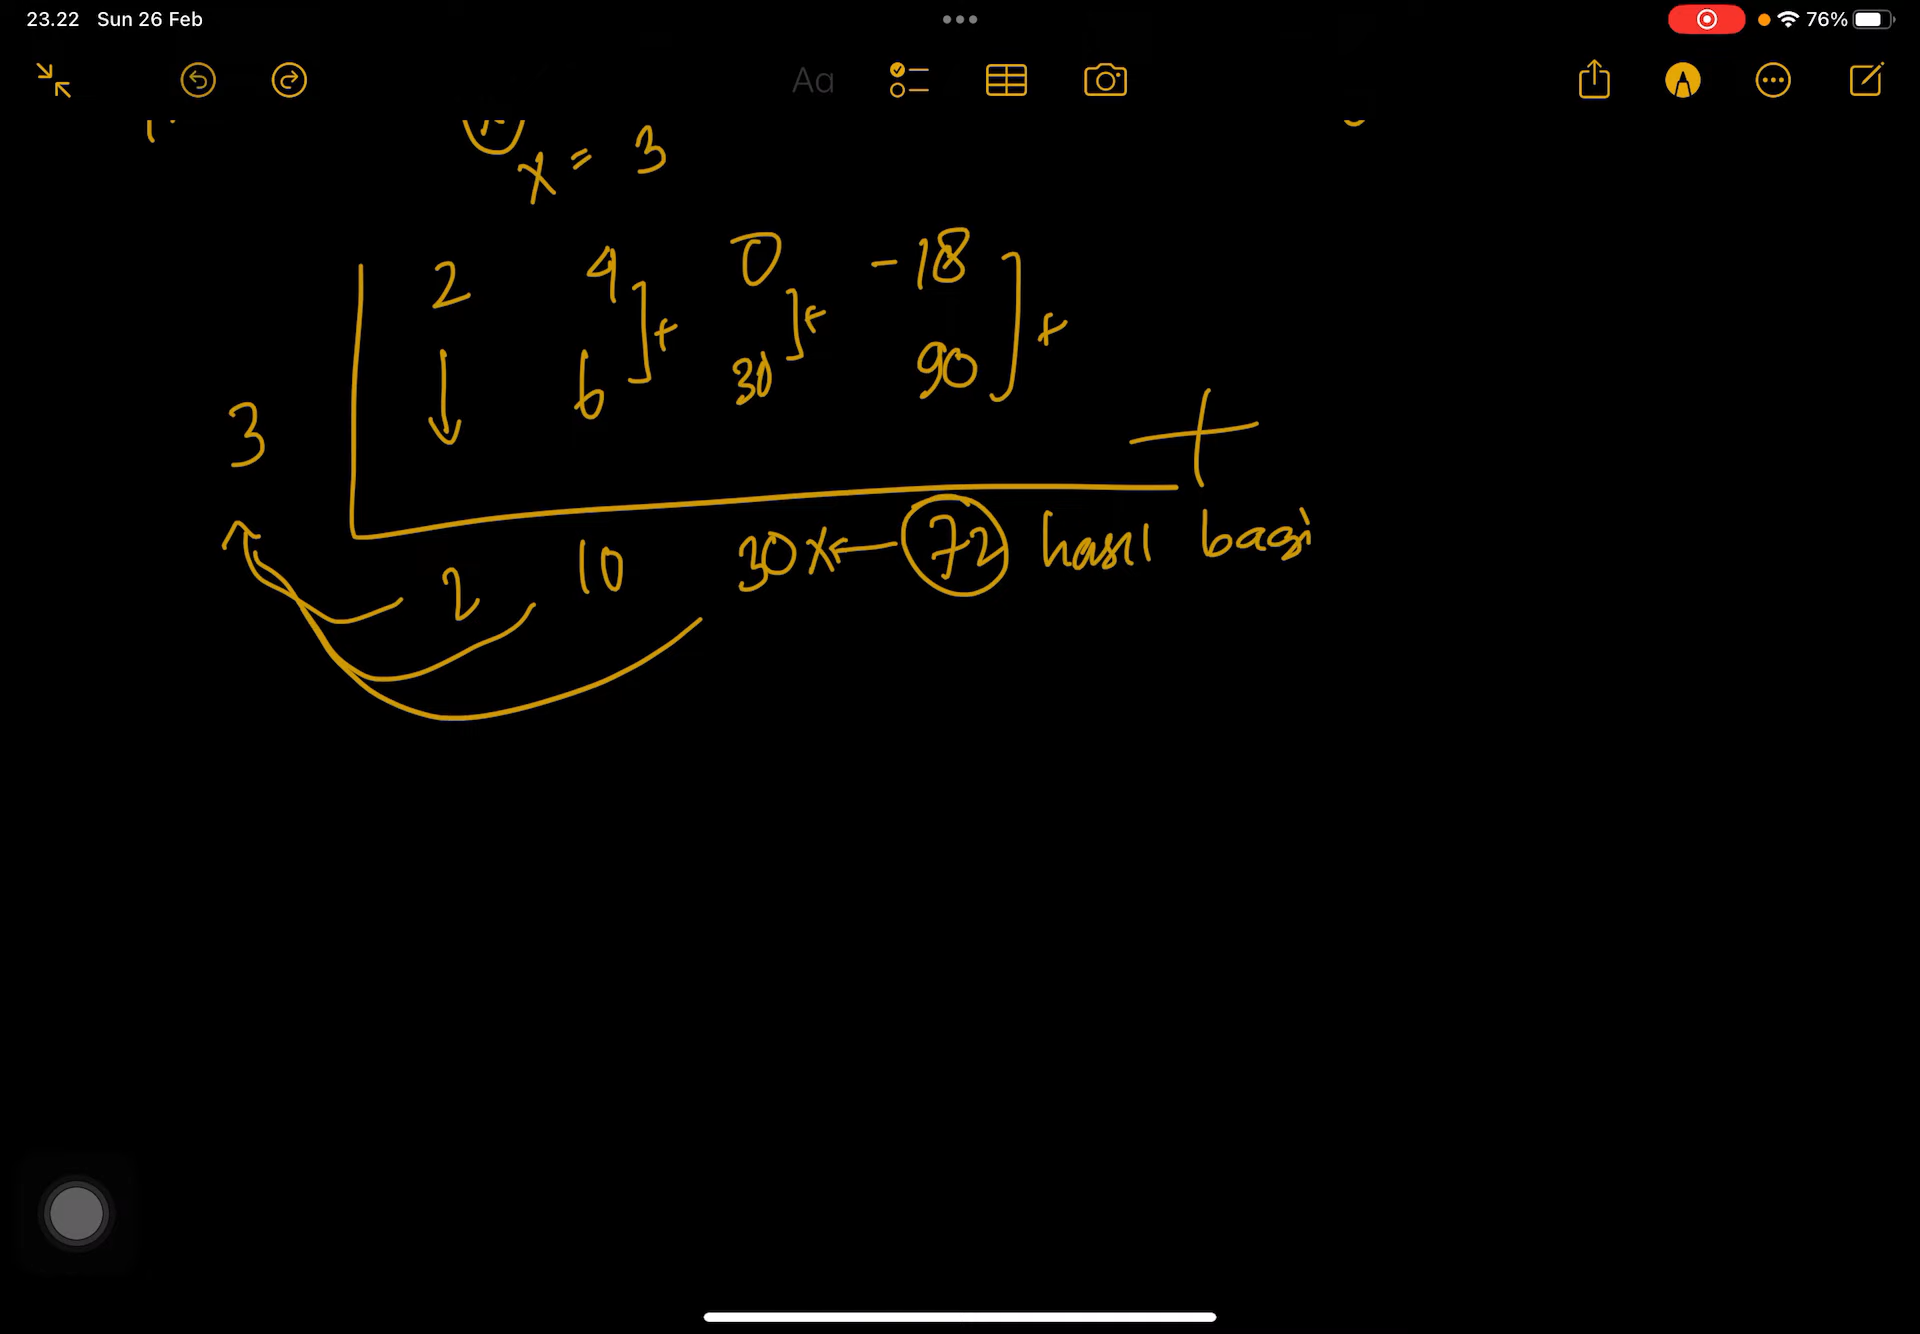 23.22 Sun 26 Feb 76%
Aa
x = 3
2 4 0 -18
+ + +
6 30 90
3
+
2 10 30x ← 72 hasil bagi